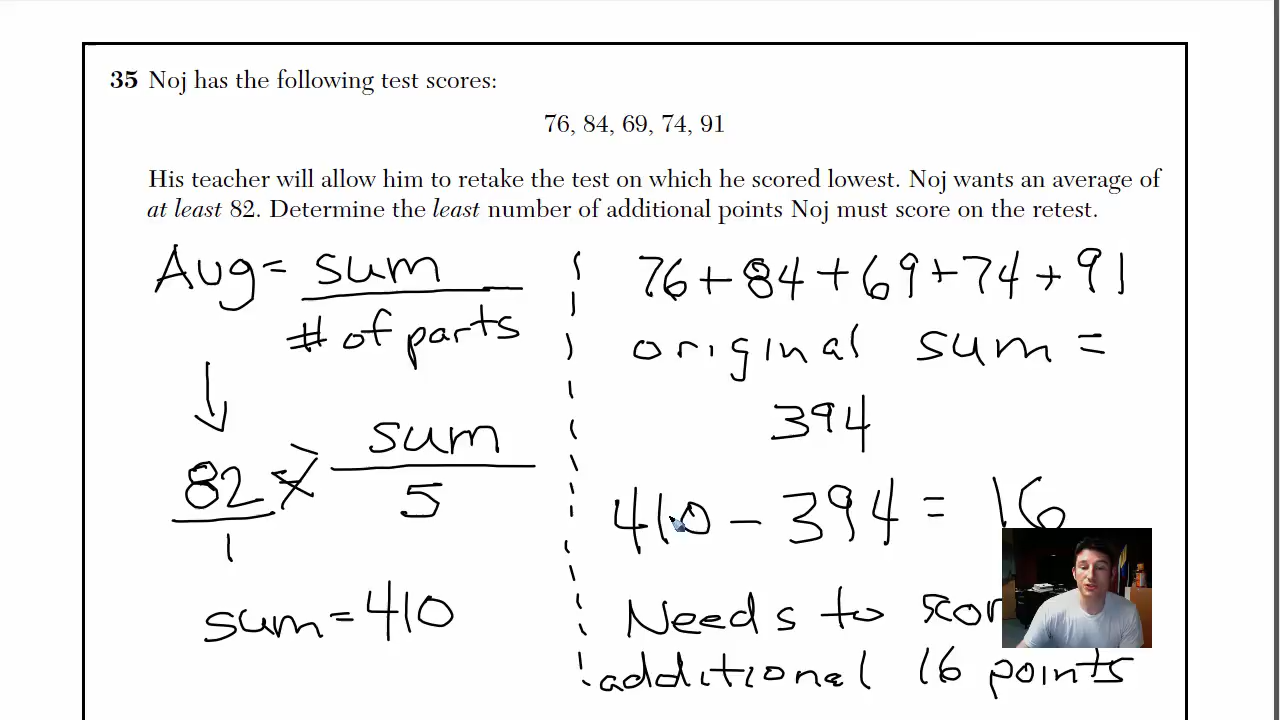 35 Noj has the following test scores:
76, 84, 69, 74, 91
His teacher will allow him to retake the test on which he scored lowest. Noj wants an average of
at least 82. Determine the least number of additional points Noj must score on the retest.
Avg= sum
# of parts
82 = sum
1 5
sum=410
76+84+69+74+91
original sum =
394
410 - 394 = 16
Needs to
additional 16 points